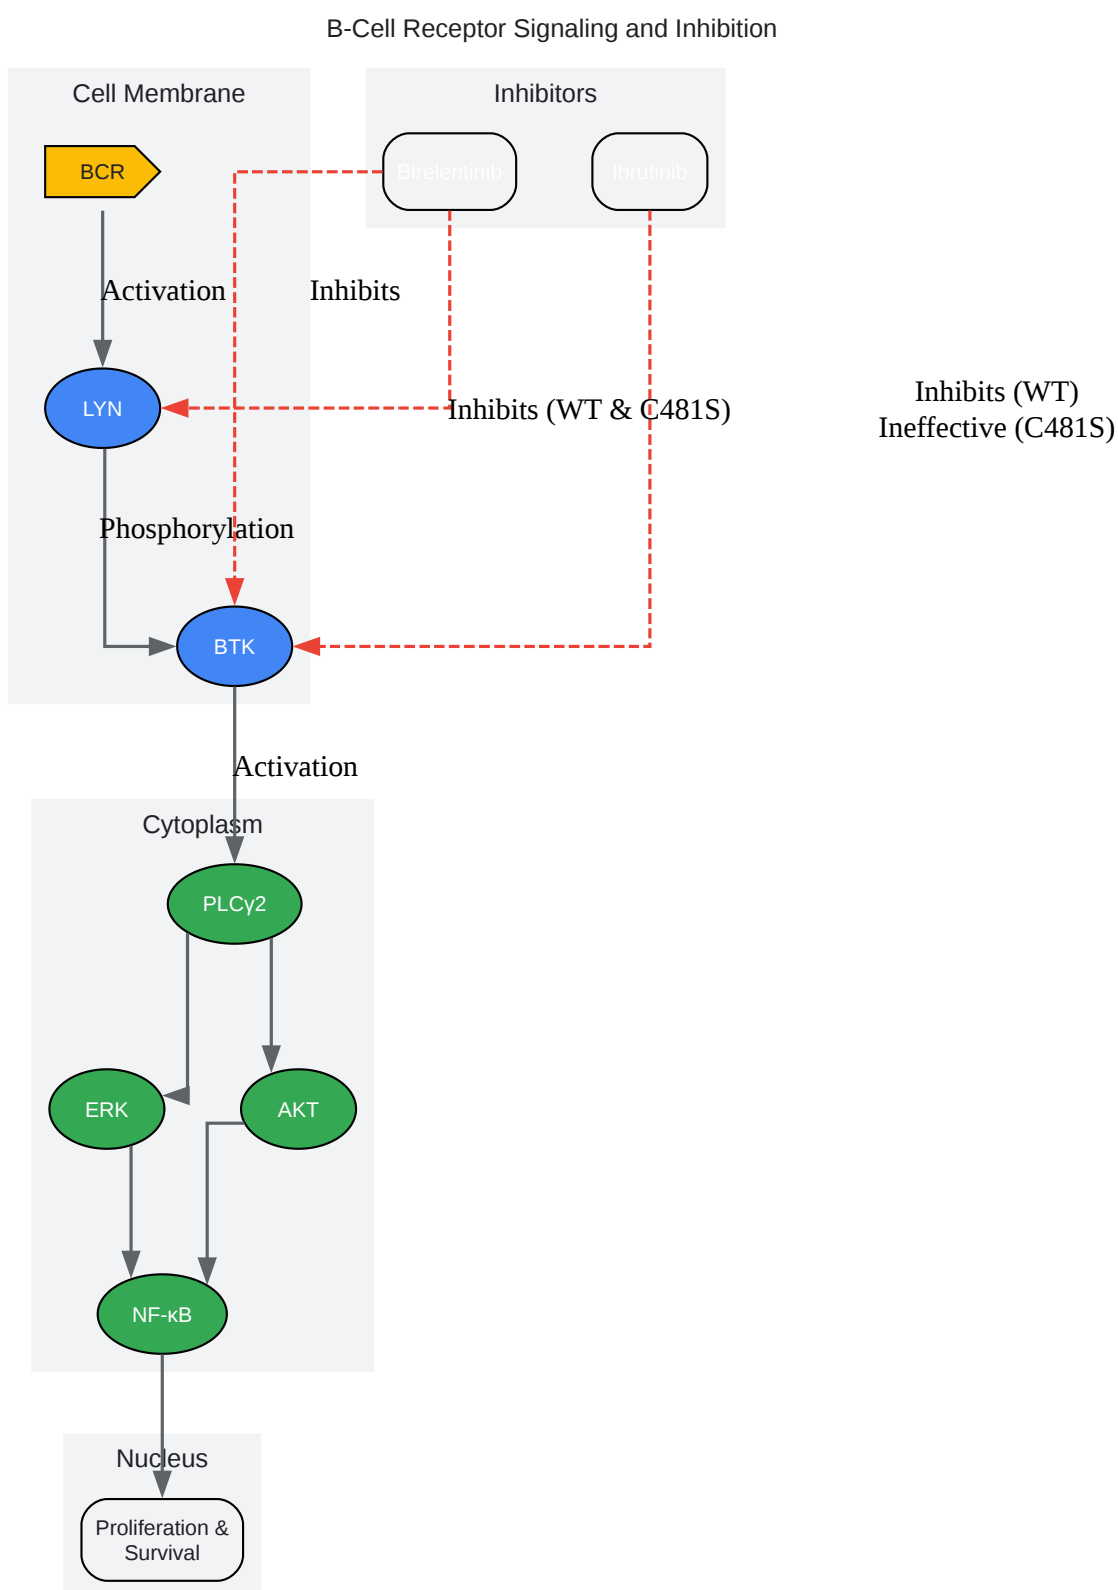 B-Cell Receptor Signaling and Inhibition
Cell Membrane
Inhibitors
BCR
Birelentinib
Ibrutinib
Activation
Inhibits
LYN
Inhibits (WT & C481S)
Inhibits (WT)
Ineffective (C481S)
Phosphorylation
BTK
Activation
Cytoplasm
PLCγ2
ERK
AKT
NF-κB
Nucleus
Proliferation &
Survival